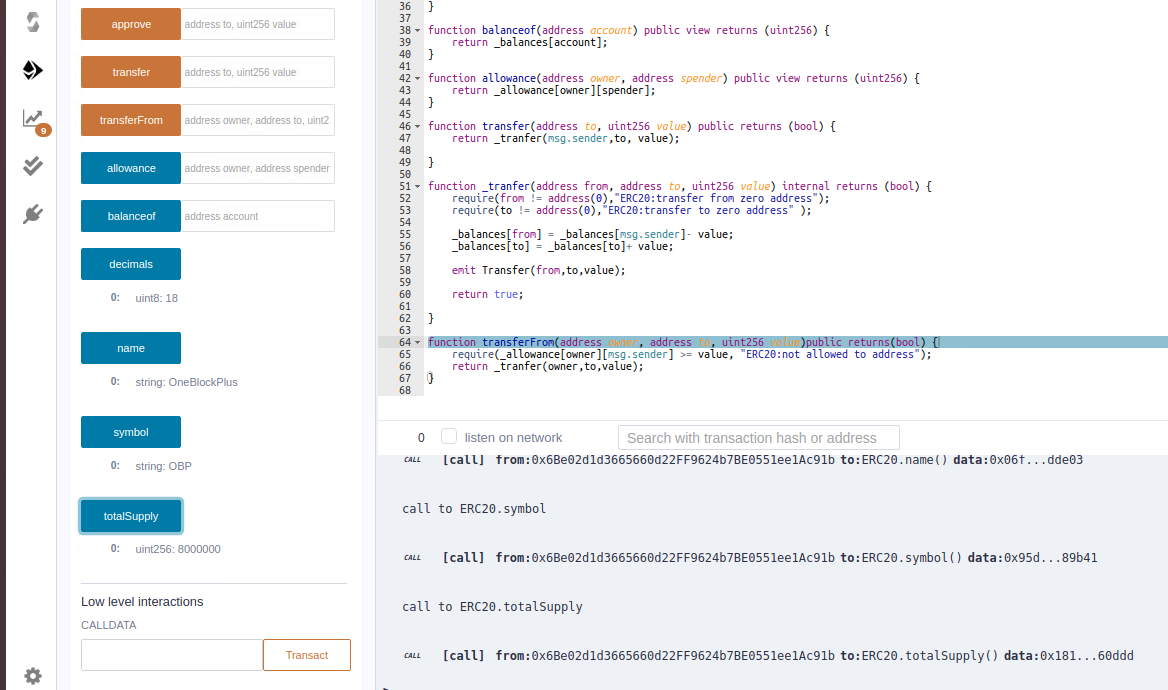 approve address to, uint256 value
transfer address to, uint256 value
transferFrom address owner, address to, uint2
9
allowance address owner, address spender
balanceof address account
decimals
0: uint8: 18
name
0: string: OneBlockPlus
symbol
0: string: OBP
totalSupply
0: uint256: 8000000
Low level interactions
CALLDATA
Transact
36 }
37
38 function balanceof(address account) public view returns (uint256) {
39 return _balances[account];
40 }
41
42 function allowance(address owner, address spender) public view returns (uint256) {
43 return _allowance[owner][spender];
44 }
45
46 function transfer(address to, uint256 value) public returns (bool) {
47 return _tranfer(msg.sender,to, value);
48
49 }
50
51 function _tranfer(address from, address to, uint256 value) internal returns (bool) {
52 require(from != address(0),"ERC20:transfer from zero address");
53 require(to != address(0),"ERC20:transfer to zero address" );
54
55 _balances[from] = _balances[msg.sender]- value;
56 _balances[to] = _balances[to]+ value;
57
58 emit Transfer(from,to,value);
59
60 return true;
61
62 }
63
64 function transferFrom(address owner, address to, uint256 value)public returns(bool) {
65 require(_allowance[owner][msg.sender] >= value, "ERC20:not allowed to address");
66 return _tranfer(owner,to,value);
67 }
68
0 listen on network Search with transaction hash or address
CALL [call] from:0x6Be02d1d3665660d22FF9624b7BE0551ee1Ac91b to:ERC20.name() data:0x06f...dde03
call to ERC20.symbol
CALL [call] from:0x6Be02d1d3665660d22FF9624b7BE0551ee1Ac91b to:ERC20.symbol() data:0x95d...89b41
call to ERC20.totalSupply
CALL [call] from:0x6Be02d1d3665660d22FF9624b7BE0551ee1Ac91b to:ERC20.totalSupply() data:0x181...60ddd
>